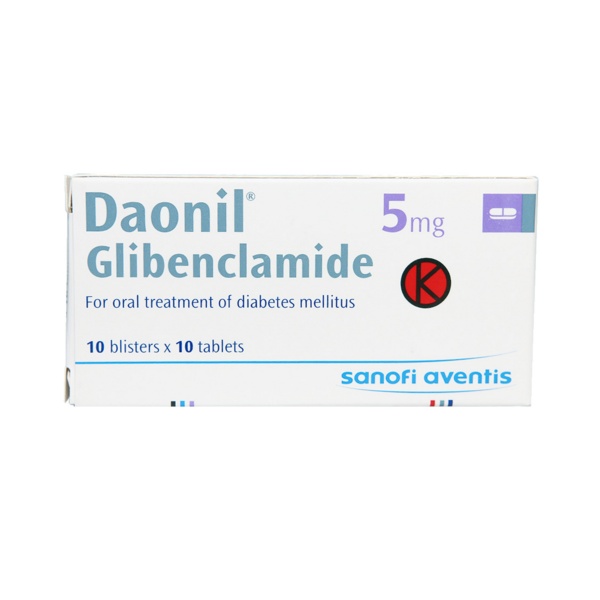 Daonil®
5mg
Glibenclamide
K
For oral treatment of diabetes mellitus
10 blisters x 10 tablets
sanofi aventis